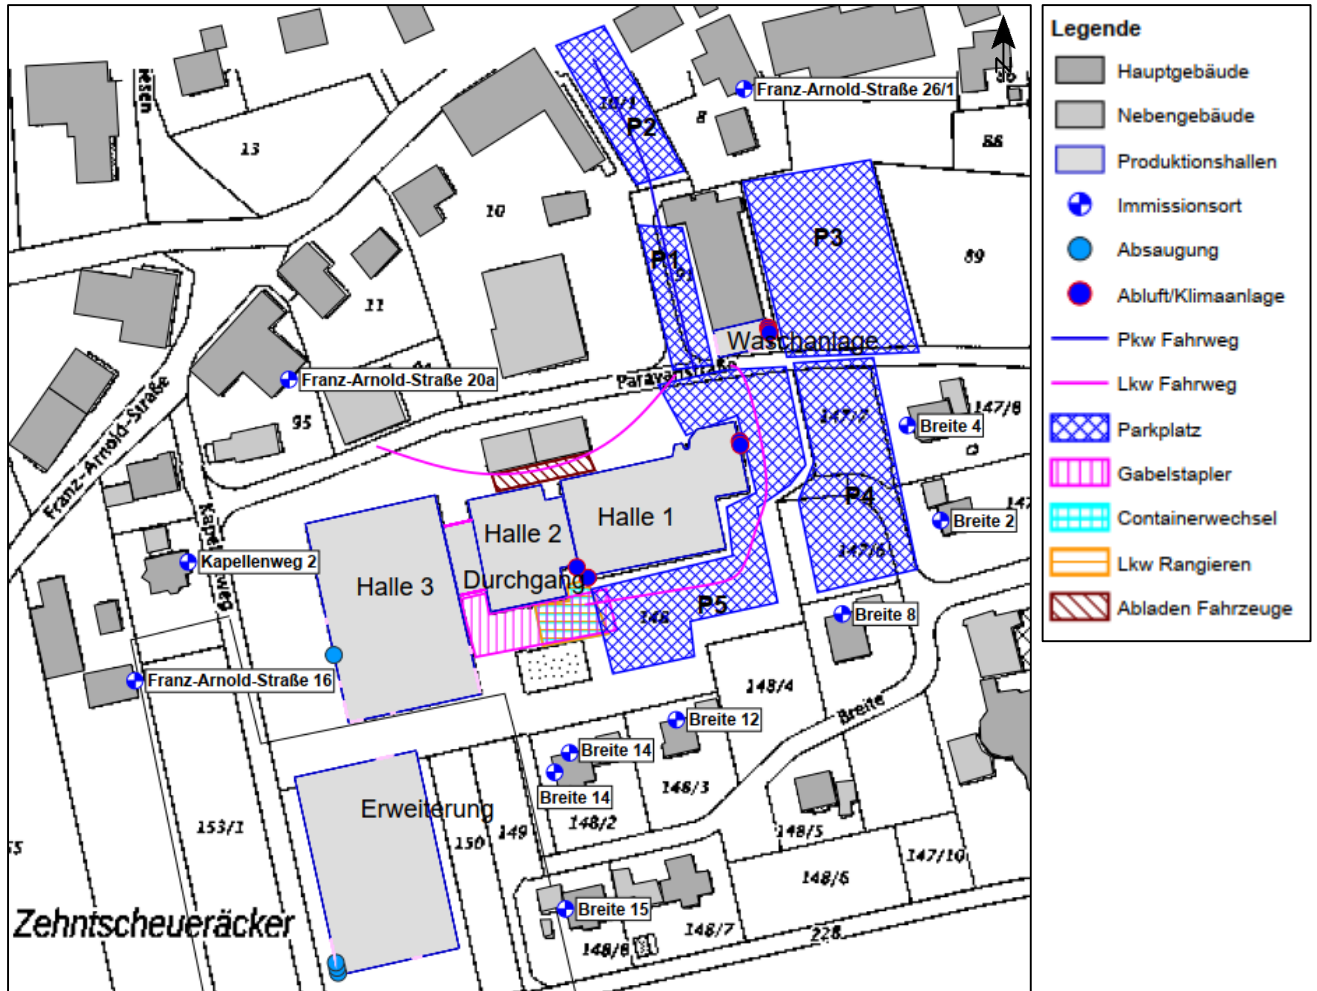 Legende
Hauptgebäude
Nebengebäude
Produktionshallen
Immissionsort
Absaugung
Abluft/Klimaanlage
Pkw Fahrweg
Lkw Fahrweg
Parkplatz
Gabelstapler
Containerwechsel
Lkw Rangieren
Abladen Fahrzeuge
N
Franz-Arnold-Straße 26/1
10/1
P2
8
88
13
10
P3
89
P1
11
Waschanlage
Paravanstraße
Franz-Arnold-Straße 20a
95
147/7
147/8
Breite 4
Franz-Arnold-Straße
P4
147/6
Breite 2
Halle 1
Halle 2
Halle 3
Durchgang
Kapellenweg 2
Kapellenweg
148
P5
Breite 8
Franz-Arnold-Straße 16
148/4
Breite
Breite 12
Breite 14
Breite 14
148/3
148/2
Erweiterung
153/1
150
149
148/5
147/10
148/6
Zehntscheueräcker
Breite 15
148/7
148/8
228